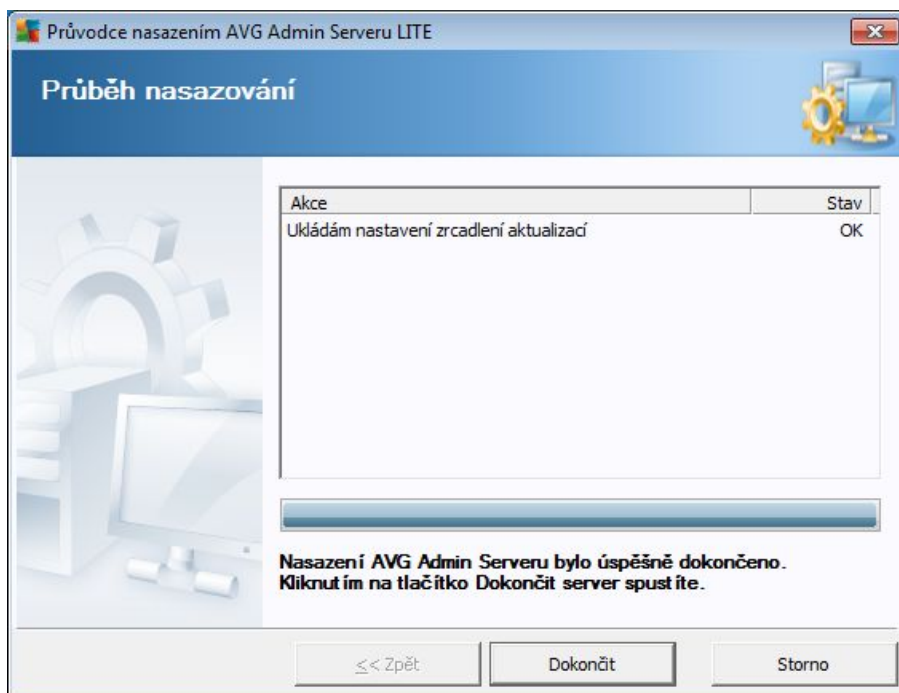 Průvodce nasazením AVG Admin Serveru LITE
Průběh nasazování
Akce Stav
Ukládám nastavení zrcadlení aktualizací OK
Nasazení AVG Admin Serveru bylo úspěšně dokončeno.
Kliknutím na tlačítko Dokončit server spustíte.
<< Zpět Dokončit Storno